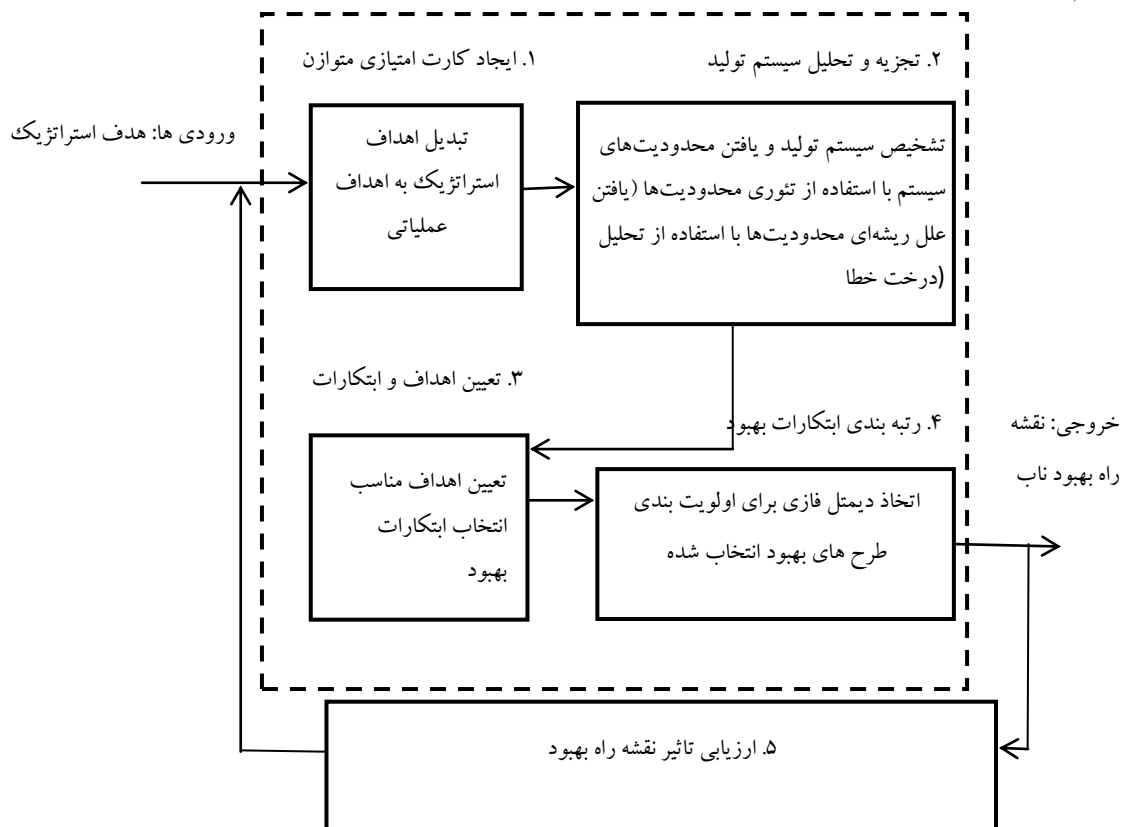 ۱. ایجاد کارت امتیازی متوازن
۲. تجزیه و تحلیل سیستم تولید
ورودی ها: هدف استراتژیک
تبدیل اهداف
استراتژیک به اهداف
عملیاتی
تشخیص سیستم تولید و یافتن محدودیت‌های
سیستم با استفاده از تئوری محدودیت‌ها (یافتن
علل ریشه‌ای محدودیت‌ها با استفاده از تحلیل
درخت خطا)
۳. تعیین اهداف و ابتکارات
۴. رتبه بندی ابتکارات بهبود
تعیین اهداف مناسب
انتخاب ابتکارات
بهبود
اتخاذ دیمتل فازی برای اولویت بندی
طرح های بهبود انتخاب شده
خروجی: نقشه
راه بهبود ناب
۵. ارزیابی تاثیر نقشه راه بهبود